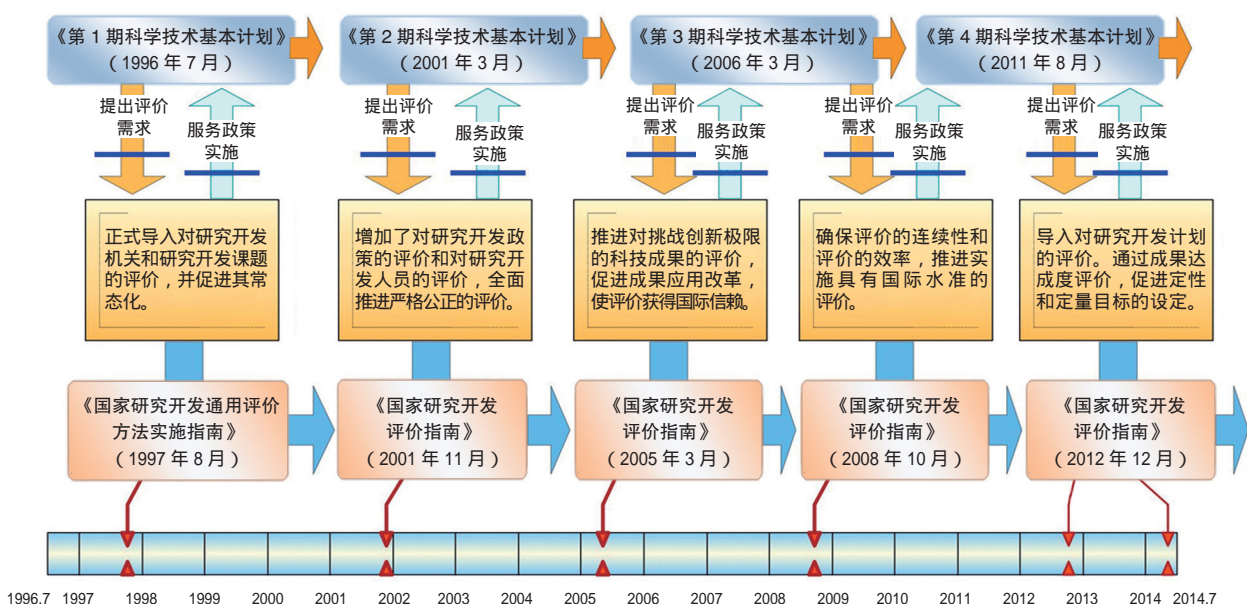 《第 1 期科学技术基本计划》
（1996 年 7 月）
《第 2 期科学技术基本计划》
（2001 年 3 月）
《第 3 期科学技术基本计划》
（2006 年 3 月）
《第 4 期科学技术基本计划》
（2011 年 8 月）
提出评价
需求
服务政策
实施
提出评价
需求
服务政策
实施
提出评价
需求
服务政策
实施
提出评价
需求
服务政策
实施
提出评价
需求
服务政策
实施
正式导入对研究开发
机关和研究开发课题
的评价，并促进其常
态化。
增加了对研究开发政
策的评价和对研究开
发人员的评价，全面
推进严格公正的评价。
推进对挑战创新极限
的科技成果的评价，
促进成果应用改革，
使评价获得国际信赖。
确保评价的连续性和
评价的效率，推进实
施具有国际水准的
评价。
导入对研究开发计划
的评价。通过成果达
成度评价，促进定性
和定量目标的设定。
《国家研究开发通用评价
方法实施指南》
（1997 年 8 月）
《国家研究开发
评价指南》
（2001 年 11 月）
《国家研究开发
评价指南》
（2005 年 3 月）
《国家研究开发
评价指南》
（2008 年 10 月）
《国家研究开发
评价指南》
（2012 年 12 月）
1996.7 1997 1998 1999 2000 2001 2002 2003 2004 2005 2006 2007 2008 2009 2010 2011 2012 2013 2014 2014.7